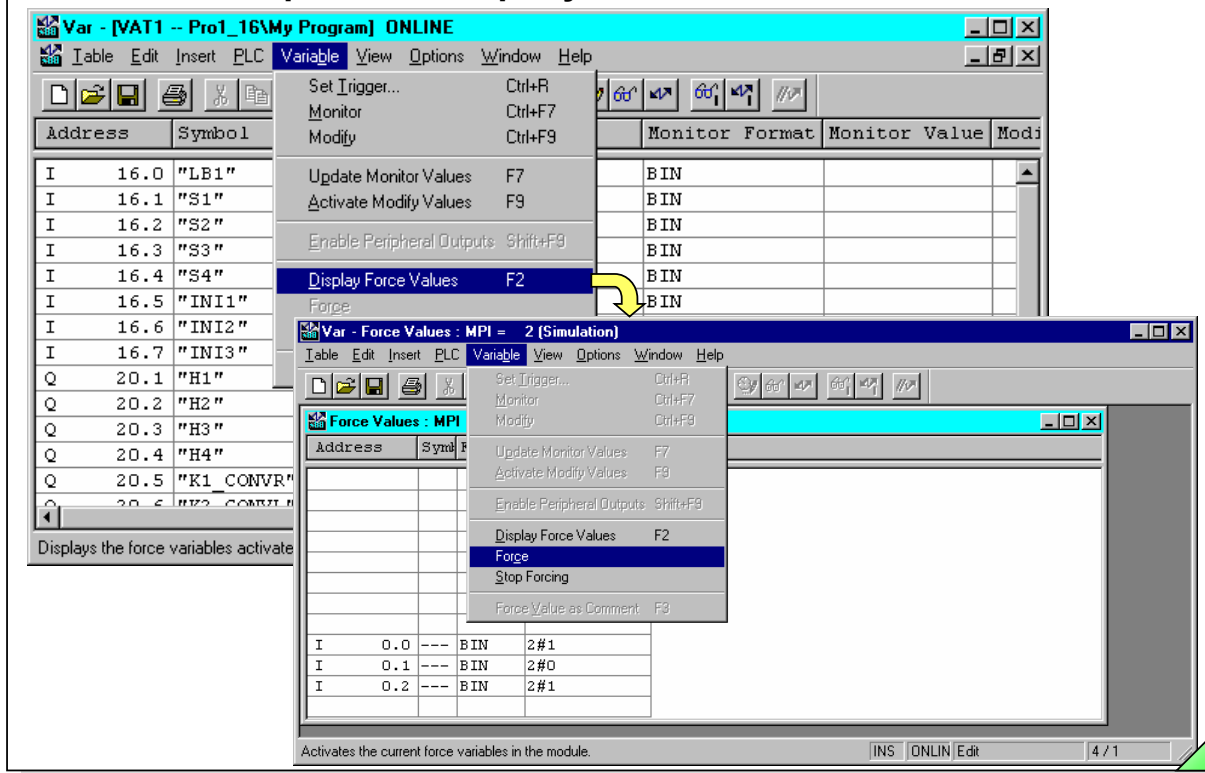 Var - [VAT1 -- Pro1_16\My Program] ONLINE
Table Edit Insert PLC Variable View Options Window Help
Set Trigger... Ctrl+R
Monitor Ctrl+F7
Modify Ctrl+F9
Update Monitor Values F7
Activate Modify Values F9
Enable Peripheral Outputs Shift+F9
Display Force Values F2
Force
Address Symbol Monitor Format Monitor Value
I 16.0 "LB1" BIN
I 16.1 "S1" BIN
I 16.2 "S2" BIN
I 16.3 "S3" BIN
I 16.4 "S4" BIN
I 16.5 "INI1" BIN
I 16.6 "INI2"
I 16.7 "INI3"
Q 20.1 "H1"
Q 20.2 "H2"
Q 20.3 "H3"
Q 20.4 "H4"
Q 20.5 "K1_CONVR"
Displays the force variables activate
Var - Force Values : MPI = 2 (Simulation)
Table Edit Insert PLC Variable View Options Window Help
Set Trigger... Ctrl+R
Monitor Ctrl+F7
Modify Ctrl+F9
Update Monitor Values F7
Activate Modify Values F9
Enable Peripheral Outputs Shift+F9
Display Force Values F2
Force
Stop Forcing
Force Value as Comment F3
Force Values : MPI
Address Symb
I 0.0 --- BIN 2#1
I 0.1 --- BIN 2#0
I 0.2 --- BIN 2#1
Activates the current force variables in the module. INS ONLIN Edit 4 / 1